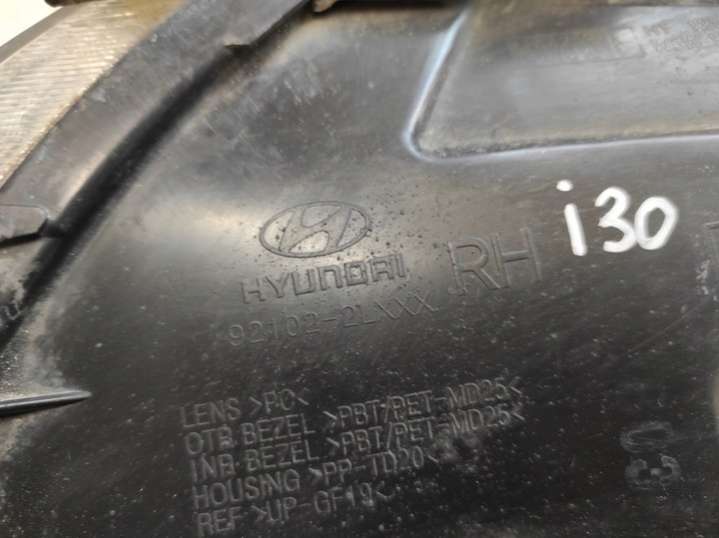 HYUNDAI
RH
i30
92102-2LXXX
LENS >PC<
OTR BEZEL >PBT/PET-MD25<
INR BEZEL >PBT/PET-MD25<
HOUSING >PP-TD20<
REF >UP-GF19<